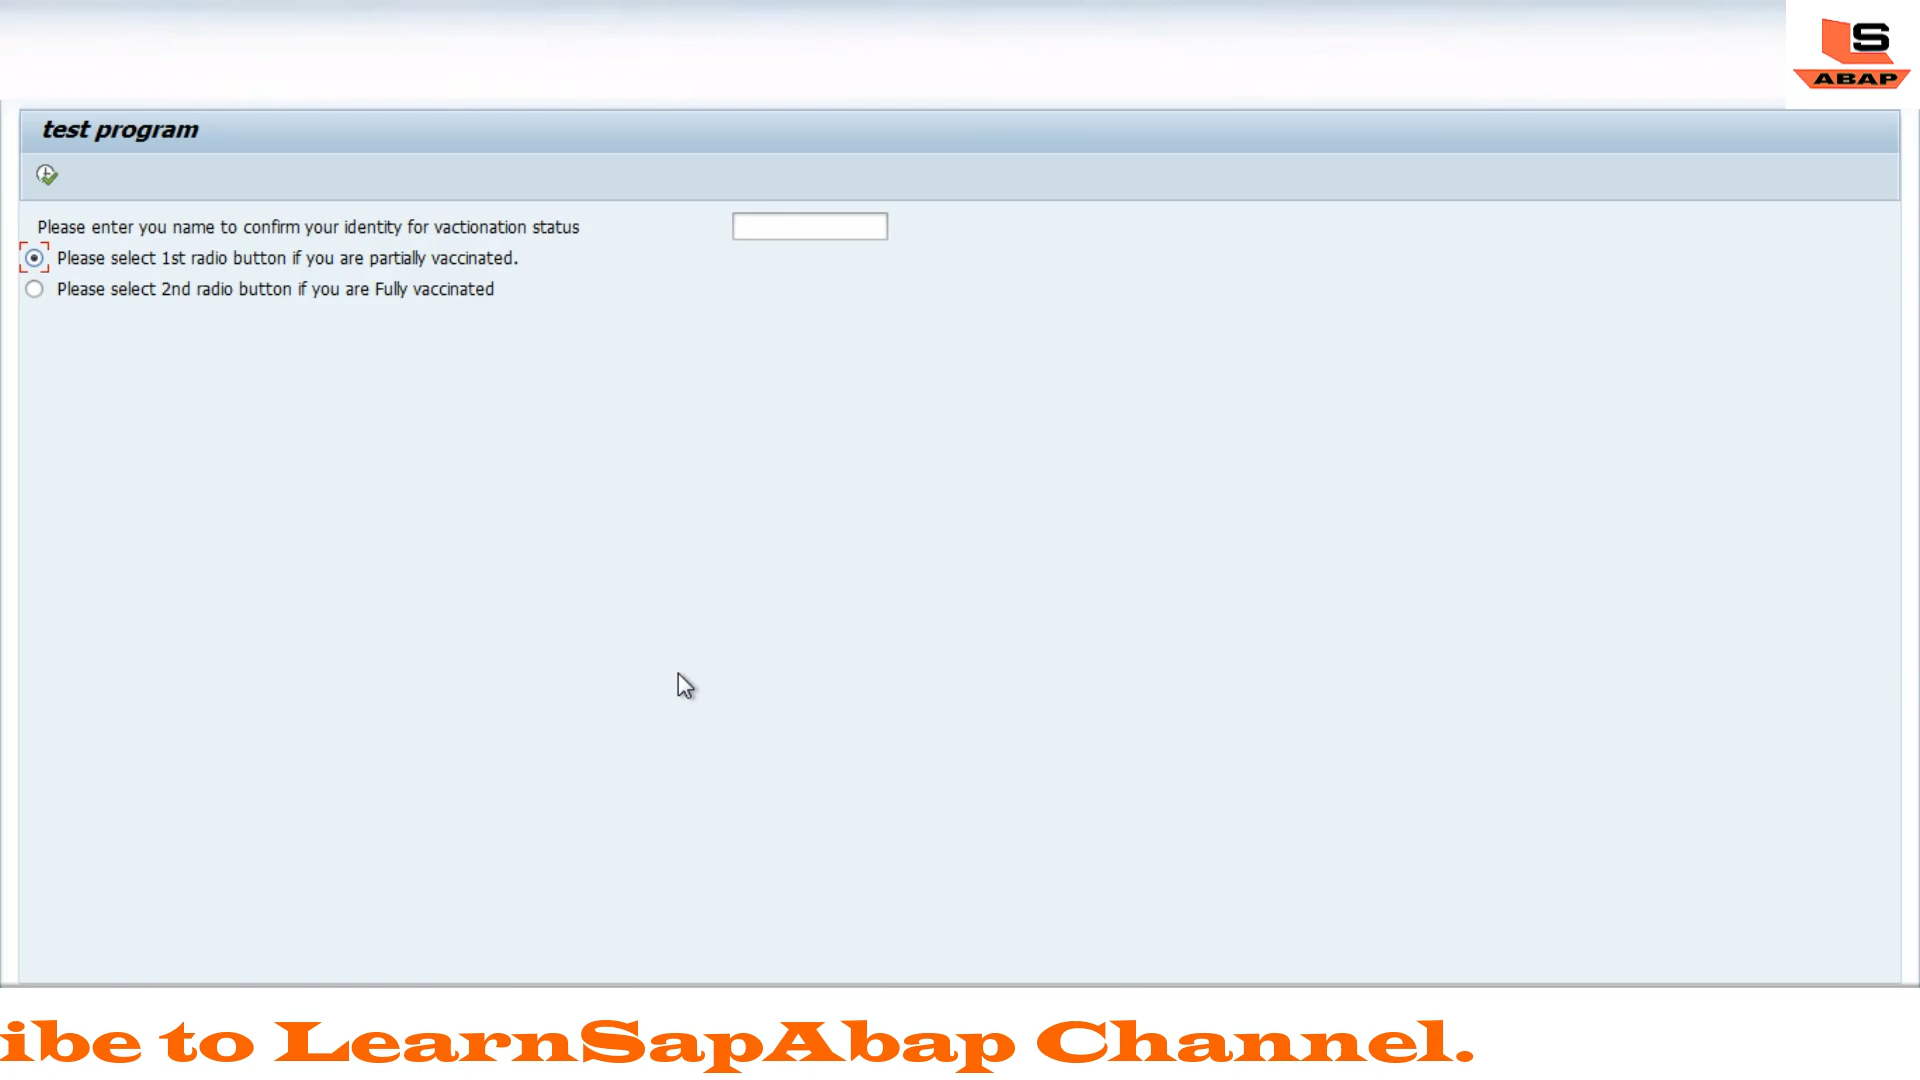 LS
ABAP
test program
Please enter you name to confirm your identity for vactionation status
Please select 1st radio button if you are partially vaccinated.
Please select 2nd radio button if you are Fully vaccinated
ibe to LearnSapAbap Channel.